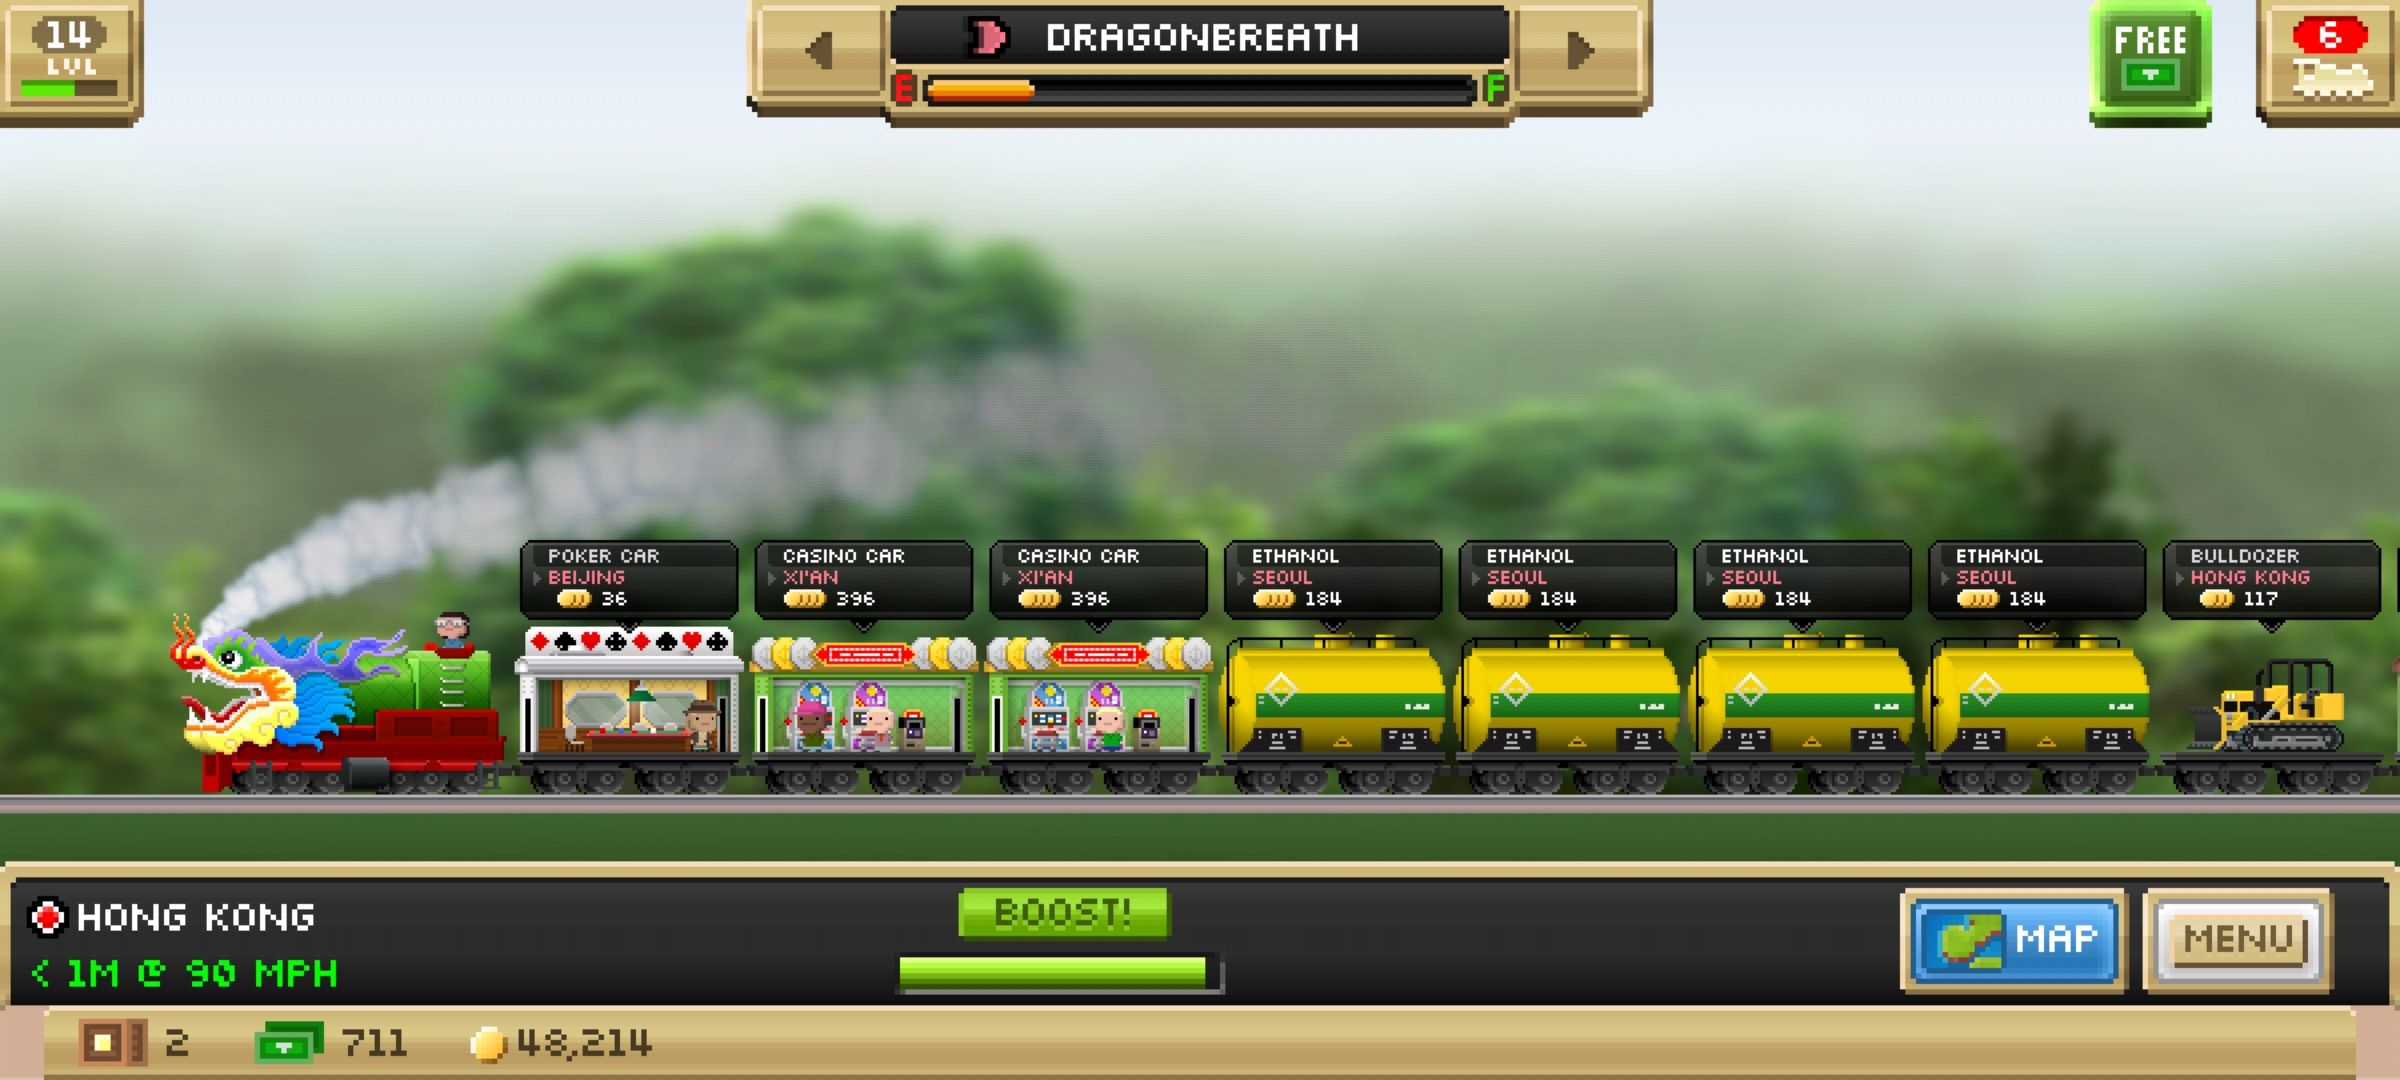 14
LVL
DRAGONBREATH
E F
FREE
6
POKER CAR
BEIJING
36
CASINO CAR
XI'AN
396
CASINO CAR
XI'AN
396
ETHANOL
SEOUL
184
ETHANOL
SEOUL
184
ETHANOL
SEOUL
184
ETHANOL
SEOUL
184
BULLDOZER
HONG KONG
117
HONG KONG
< 1M @ 90 MPH
BOOST!
MAP
MENU
2
711
48,214